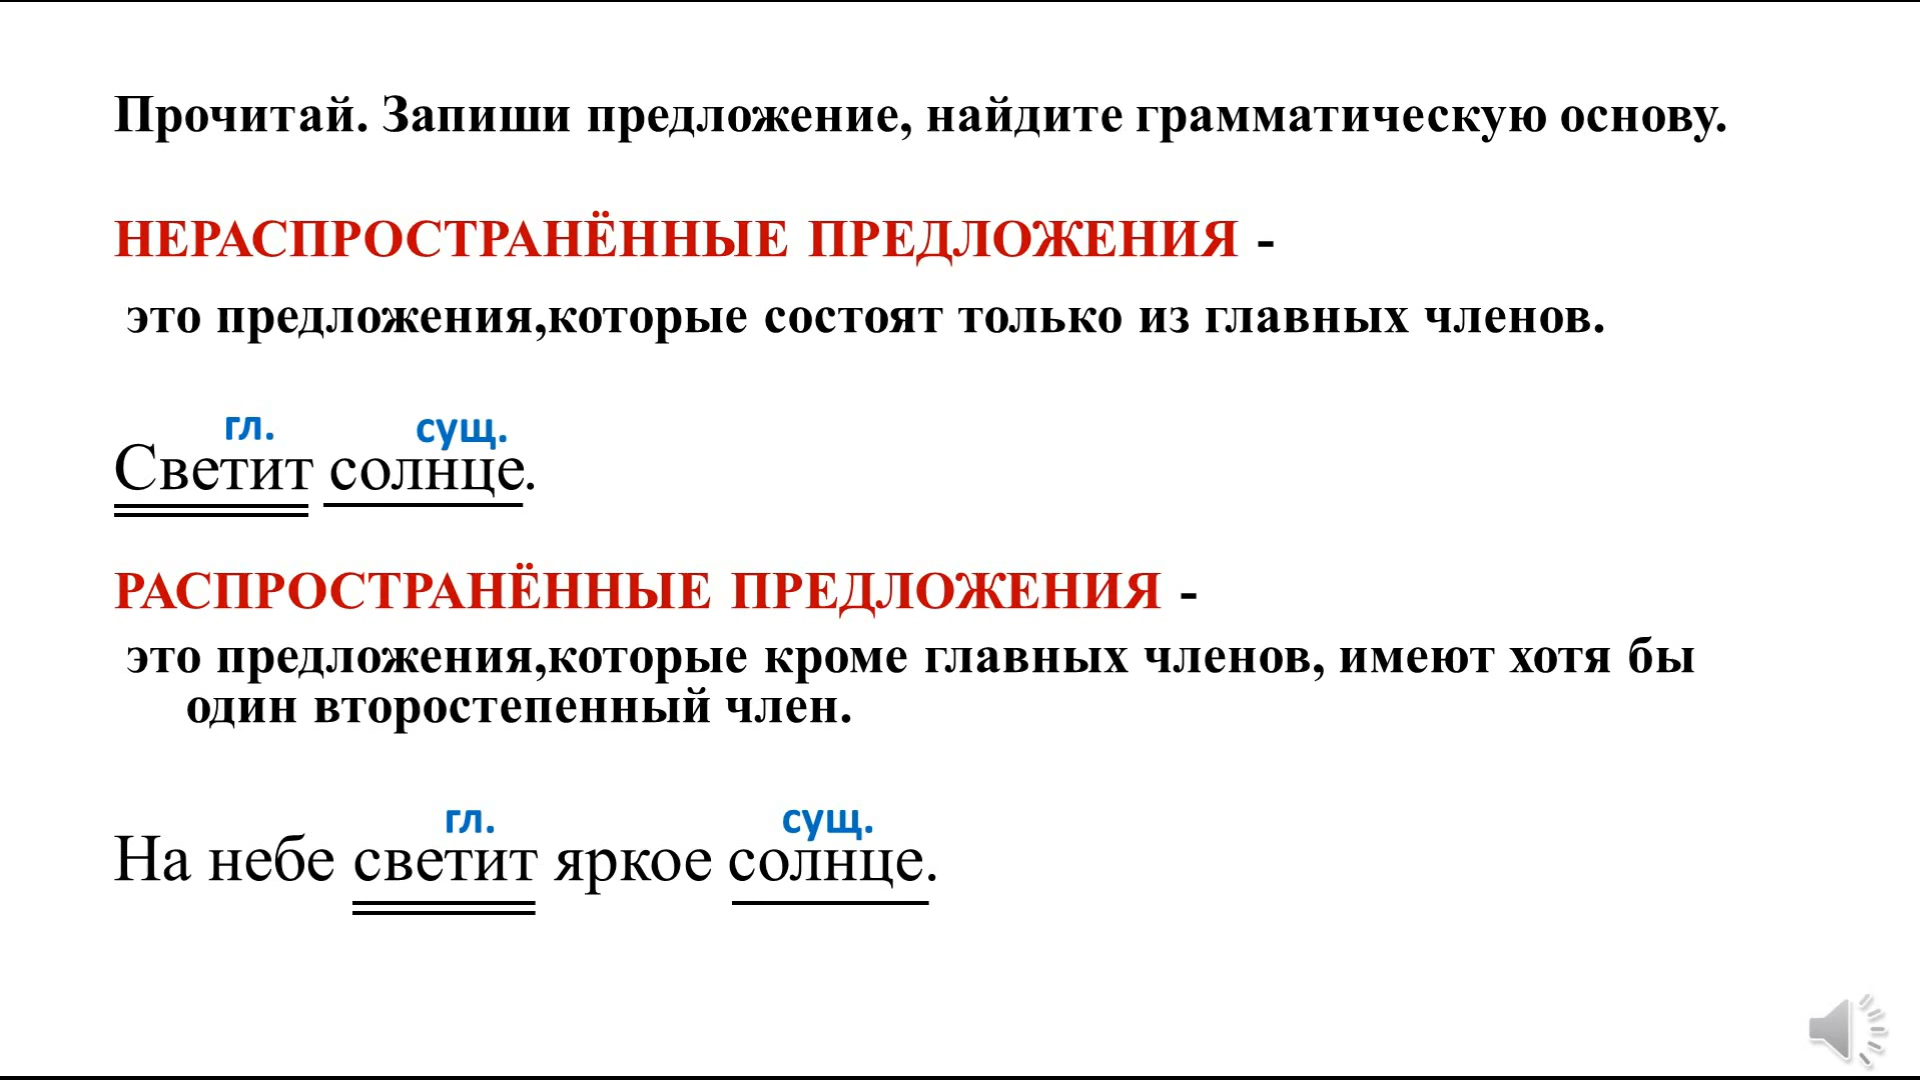 Прочитай. Запиши предложение, найдите грамматическую основу.
НЕРАСПРОСТРАНЁННЫЕ ПРЕДЛОЖЕНИЯ -
это предложения,которые состоят только из главных членов.
гл. сущ.
Светит солнце.
РАСПРОСТРАНЁННЫЕ ПРЕДЛОЖЕНИЯ -
это предложения,которые кроме главных членов, имеют хотя бы
один второстепенный член.
гл. сущ.
На небе светит яркое солнце.